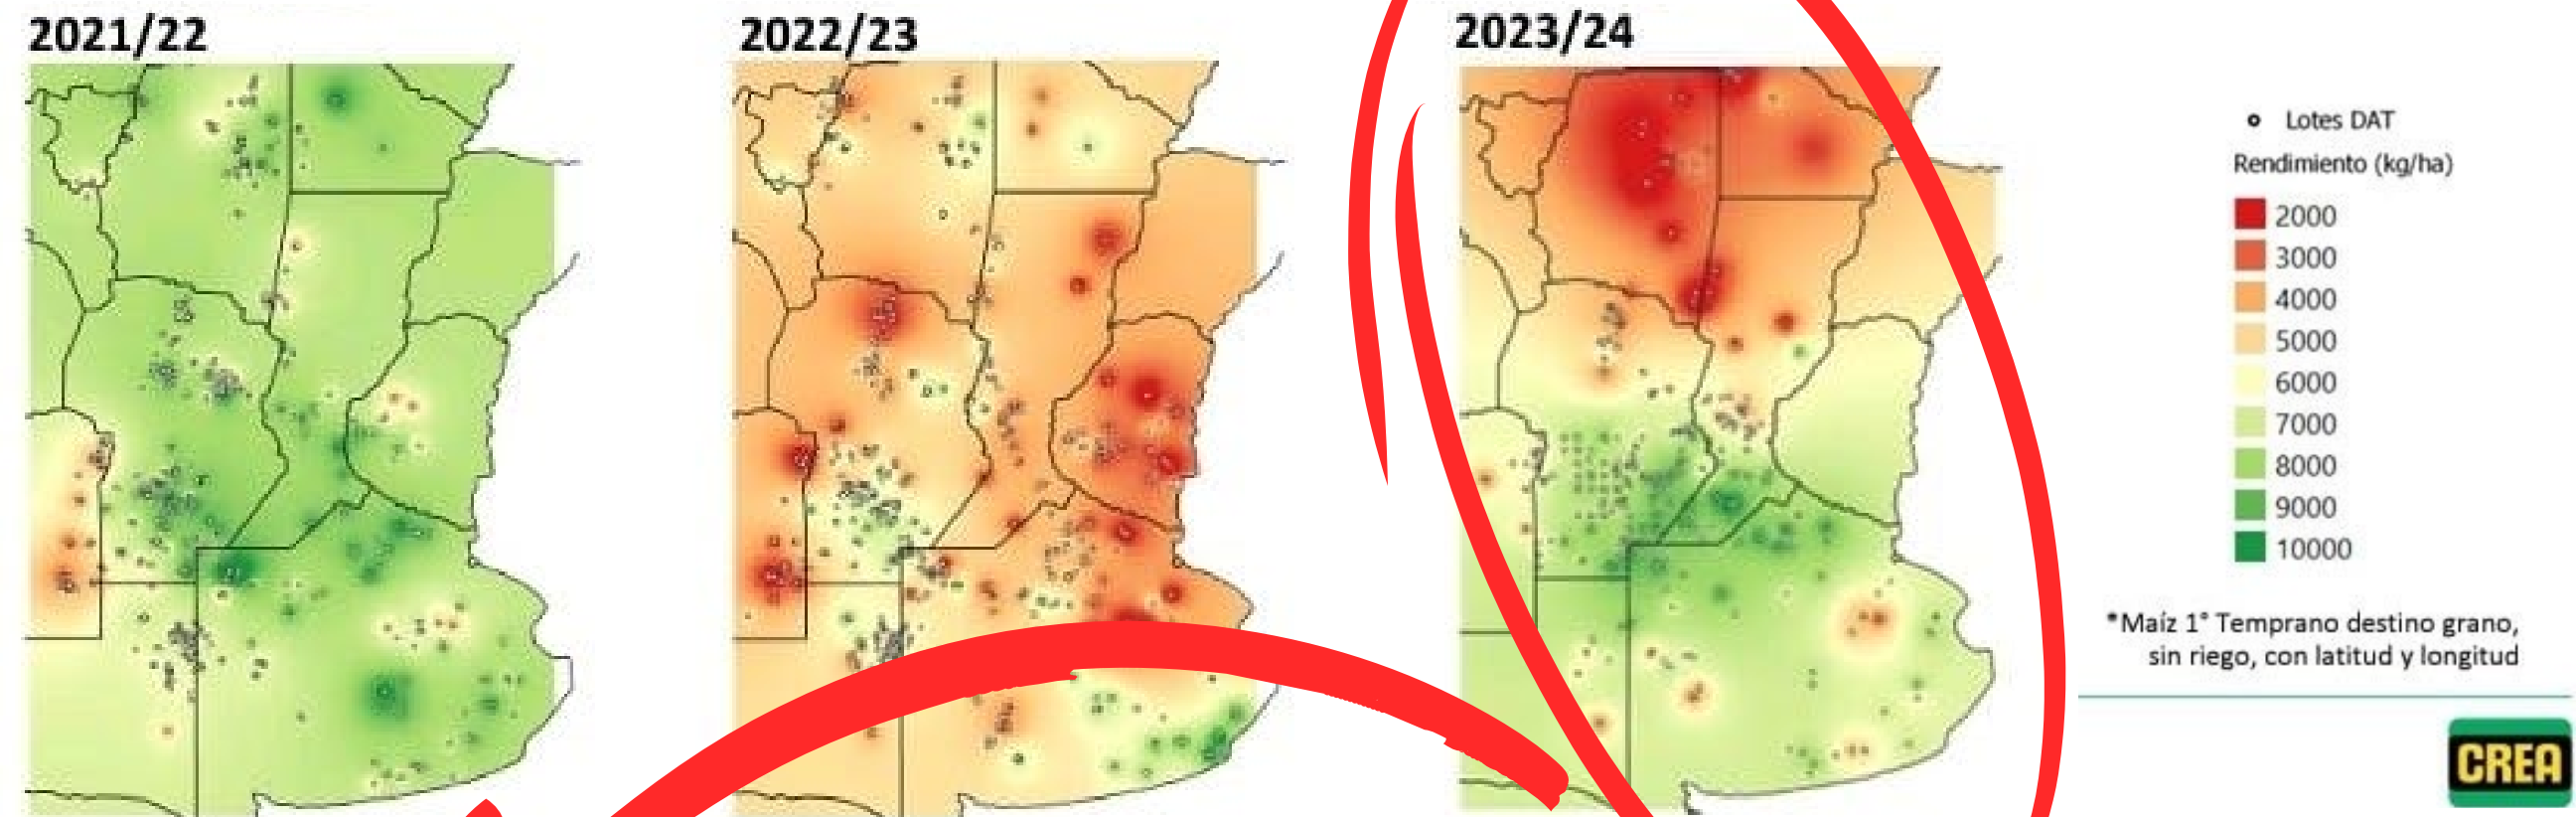 2021/22
2022/23
2023/24
Lotes DAT
Rendimiento (kg/ha)
2000
3000
4000
5000
6000
7000
8000
9000
10000
*Maíz 1° Temprano destino grano,
sin riego, con latitud y longitud
CREA